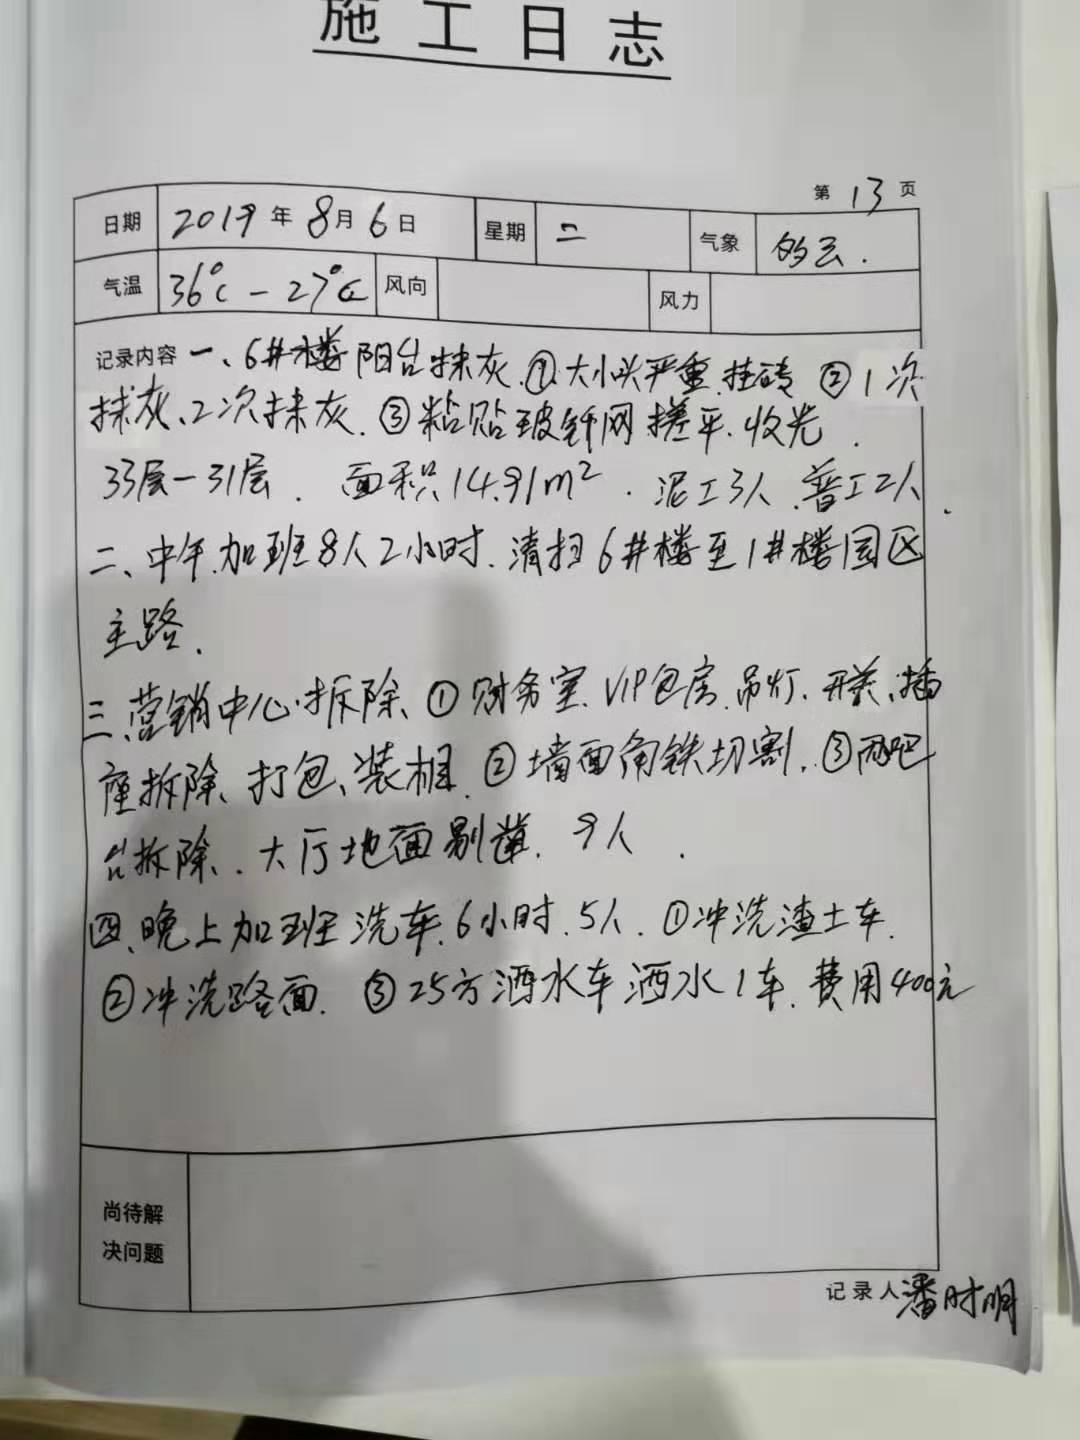 施工日志
第 13 页
日期 2019年8月6日 星期 二 气象 多云.
气温 36℃-27℃ 风向 风力
记录内容 一、6#楼阳台抹灰.①大小头严重.挂砖 ②1次
抹灰、2次抹灰.③粘贴玻纤网搓平.收光.
33层-31层. 面积14.91m². 泥工3人.普工2人.
二、中午.加班8人2小时.清扫6#楼至1#楼园区
主路.
三、营销中心拆除、①财务室.VIP包房.吊灯.开关、插
座拆除、打包、装相.②墙面角铁切割.③两吧
台拆除、.大厅地面剔凿.9人.
四、晚上加班洗车.6小时.5人.①冲洗渣土车.
②冲洗路面.③25方洒水车洒水1车.费用400元
尚待解
决问题
记录人 潘时明